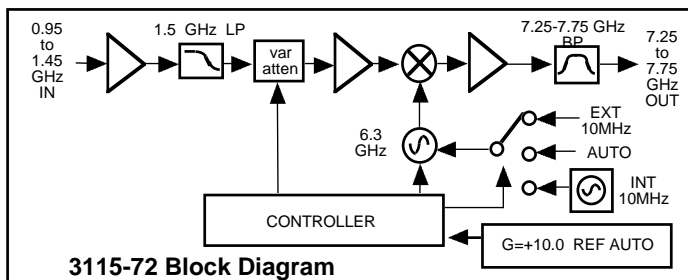 0.95
to
1.45
GHz
IN
1.5 GHz LP
var
atten
7.25-7.75 GHz
BP
7.25
to
7.75
GHz
OUT
6.3
GHz
EXT
10MHz
AUTO
INT
10MHz
CONTROLLER
G=+10.0 REF AUTO
3115-72 Block Diagram